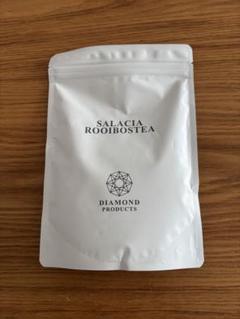 SALACIA
ROOIBOSTEA
DIAMOND
PRODUCTS